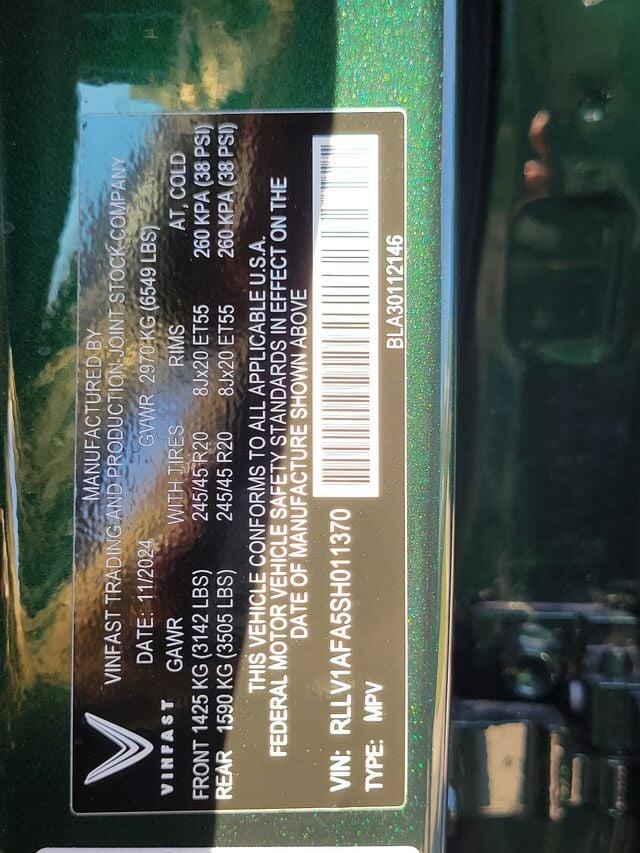 MANUFACTURED BY
VINFAST TRADING AND PRODUCTION JOINT STOCK COMPANY
DATE: 11/2024 GVWR 2970 KG (6549 LBS)
VINFAST
GAWR WITH TIRES RIMS AT, COLD
FRONT 1425 KG (3142 LBS) 245/45 R20 8Jx20 ET55 260 KPA (38 PSI)
REAR 1590 KG (3505 LBS) 245/45 R20 8Jx20 ET55 260 KPA (38 PSI)
THIS VEHICLE CONFORMS TO ALL APPLICABLE U.S.A.
FEDERAL MOTOR VEHICLE SAFETY STANDARDS IN EFFECT ON THE
DATE OF MANUFACTURE SHOWN ABOVE
VIN: RLLV1AFA5SH011370
TYPE: MPV
BLA30112146